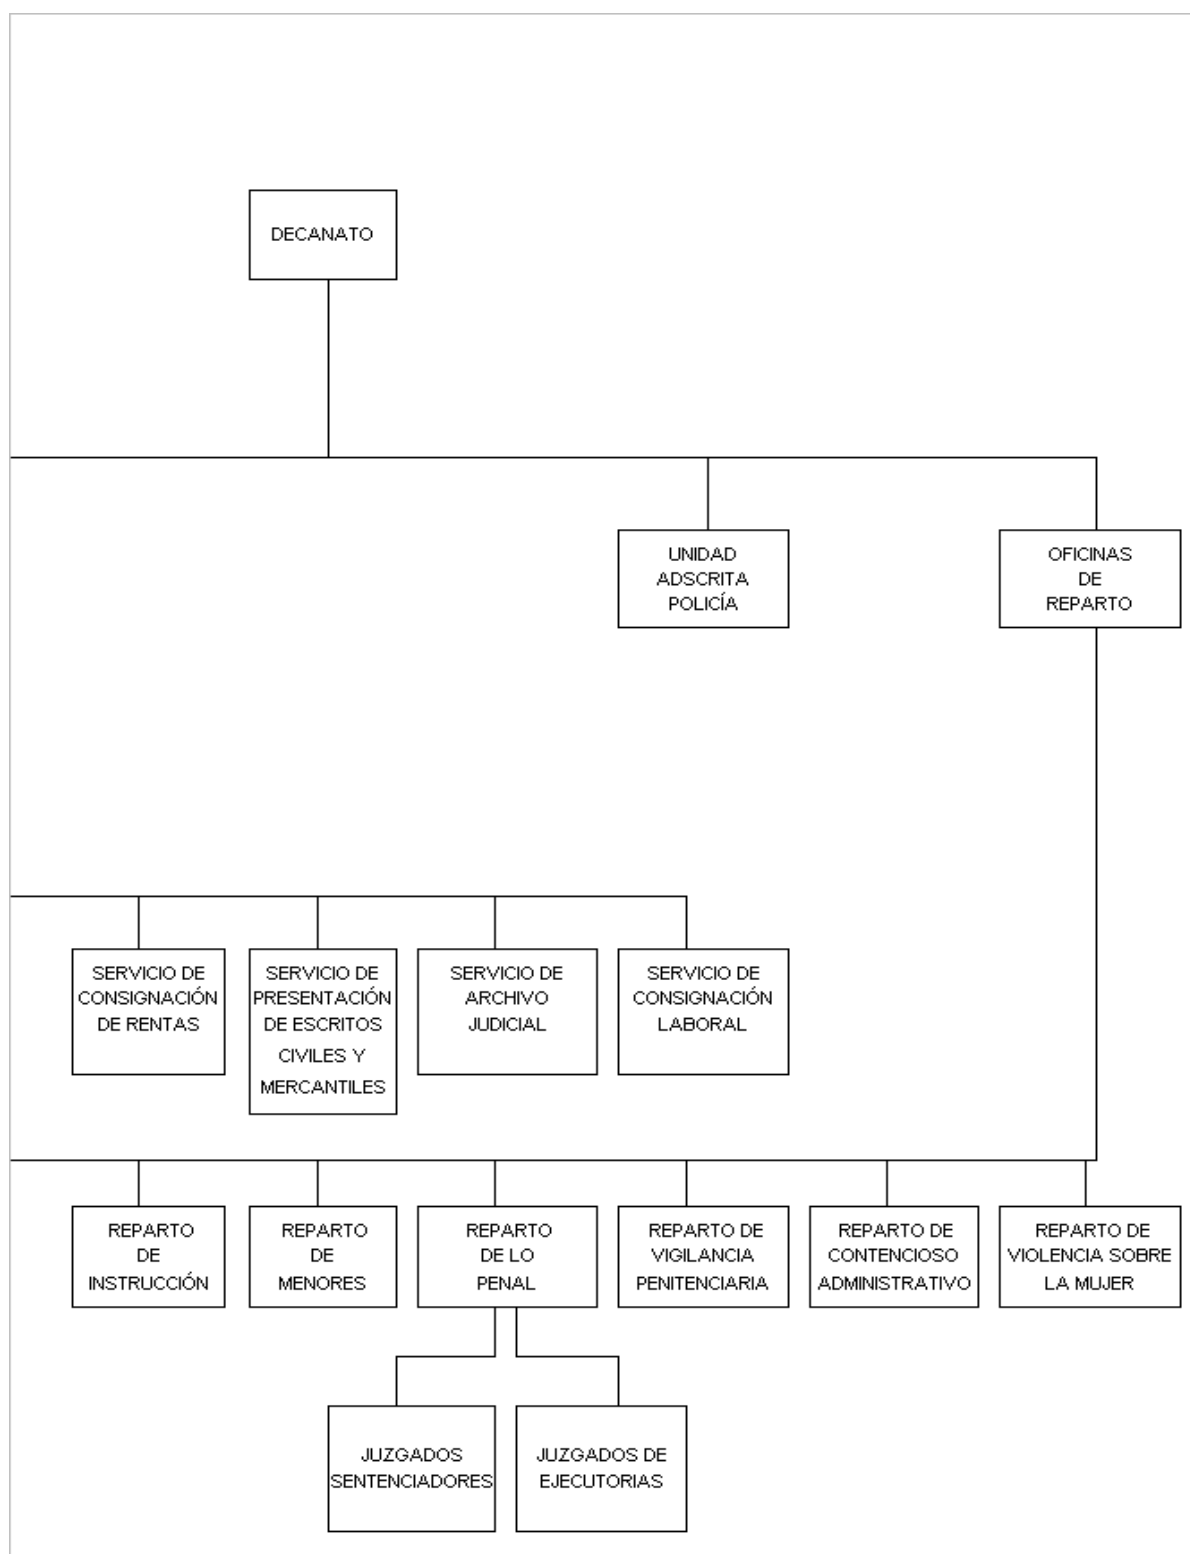 DECANATO
UNIDAD
ADSCRITA
POLICÍA
OFICINAS
DE
REPARTO
SERVICIO DE
CONSIGNACIÓN
DE RENTAS
SERVICIO DE
PRESENTACIÓN
DE ESCRITOS
CIVILES Y
MERCANTILES
SERVICIO DE
ARCHIVO
JUDICIAL
SERVICIO DE
CONSIGNACIÓN
LABORAL
REPARTO
DE
INSTRUCCIÓN
REPARTO
DE
MENORES
REPARTO
DE LO
PENAL
REPARTO DE
VIGILANCIA
PENITENCIARIA
REPARTO DE
CONTENCIOSO
ADMINISTRATIVO
REPARTO DE
VIOLENCIA SOBRE
LA MUJER
JUZGADOS
SENTENCIADORES
JUZGADOS DE
EJECUTORIAS